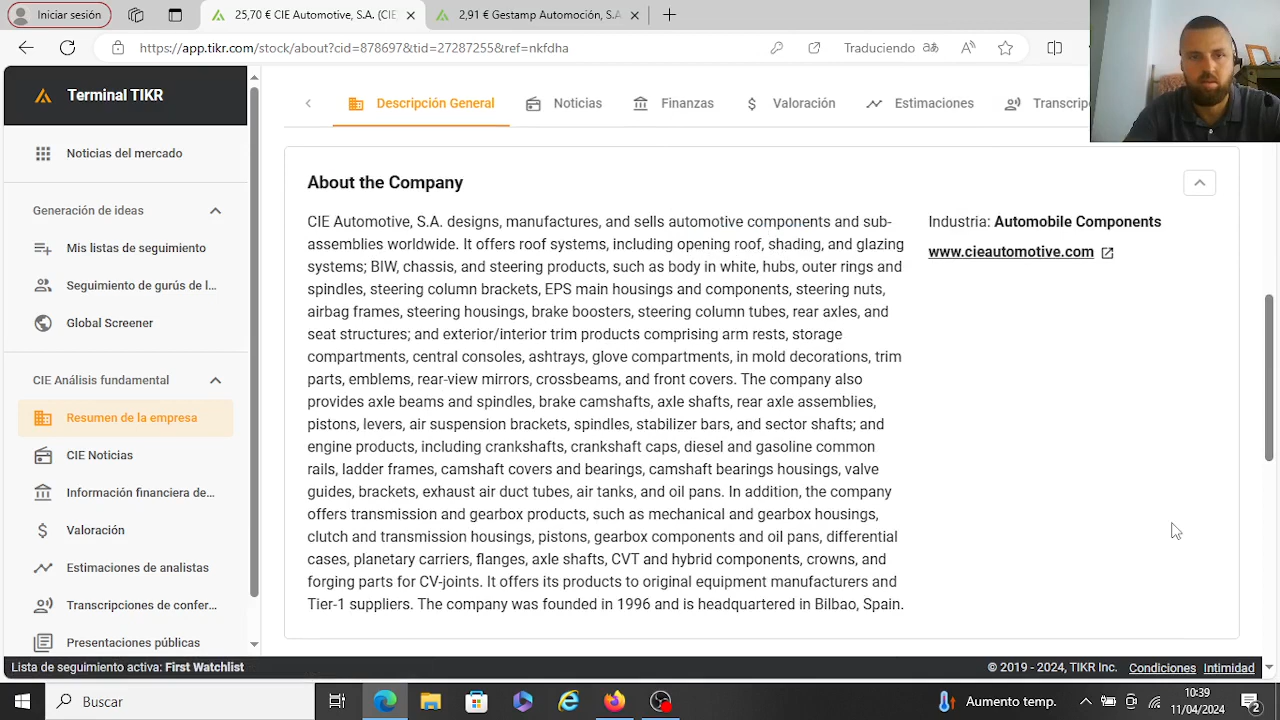 Iniciar sesión
25,70 € CIE Automotive, S.A. (CIE
2,91 € Gestamp Automoción, S.A
https://app.tikr.com/stock/about?cid=878697&tid=27287255&ref=nkfdha
Traduciendo
Terminal TIKR
Noticias del mercado
Generación de ideas
Mis listas de seguimiento
Seguimiento de gurús de l...
Global Screener
CIE Análisis fundamental
Resumen de la empresa
CIE Noticias
Información financiera de...
Valoración
Estimaciones de analistas
Transcripciones de confer...
Presentaciones públicas
Descripción General
Noticias
Finanzas
Valoración
Estimaciones
Transcrip
About the Company
CIE Automotive, S.A. designs, manufactures, and sells automotive components and sub-
assemblies worldwide. It offers roof systems, including opening roof, shading, and glazing
systems; BIW, chassis, and steering products, such as body in white, hubs, outer rings and
spindles, steering column brackets, EPS main housings and components, steering nuts,
airbag frames, steering housings, brake boosters, steering column tubes, rear axles, and
seat structures; and exterior/interior trim products comprising arm rests, storage
compartments, central consoles, ashtrays, glove compartments, in mold decorations, trim
parts, emblems, rear-view mirrors, crossbeams, and front covers. The company also
provides axle beams and spindles, brake camshafts, axle shafts, rear axle assemblies,
pistons, levers, air suspension brackets, spindles, stabilizer bars, and sector shafts; and
engine products, including crankshafts, crankshaft caps, diesel and gasoline common
rails, ladder frames, camshaft covers and bearings, camshaft bearings housings, valve
guides, brackets, exhaust air duct tubes, air tanks, and oil pans. In addition, the company
offers transmission and gearbox products, such as mechanical and gearbox housings,
clutch and transmission housings, pistons, gearbox components and oil pans, differential
cases, planetary carriers, flanges, axle shafts, CVT and hybrid components, crowns, and
forging parts for CV-joints. It offers its products to original equipment manufacturers and
Tier-1 suppliers. The company was founded in 1996 and is headquartered in Bilbao, Spain.
Industria: Automobile Components
www.cieautomotive.com
Lista de seguimiento activa: First Watchlist
© 2019 - 2024, TIKR Inc. Condiciones Intimidad
Buscar
Aumento temp.
10:39
11/04/2024
2